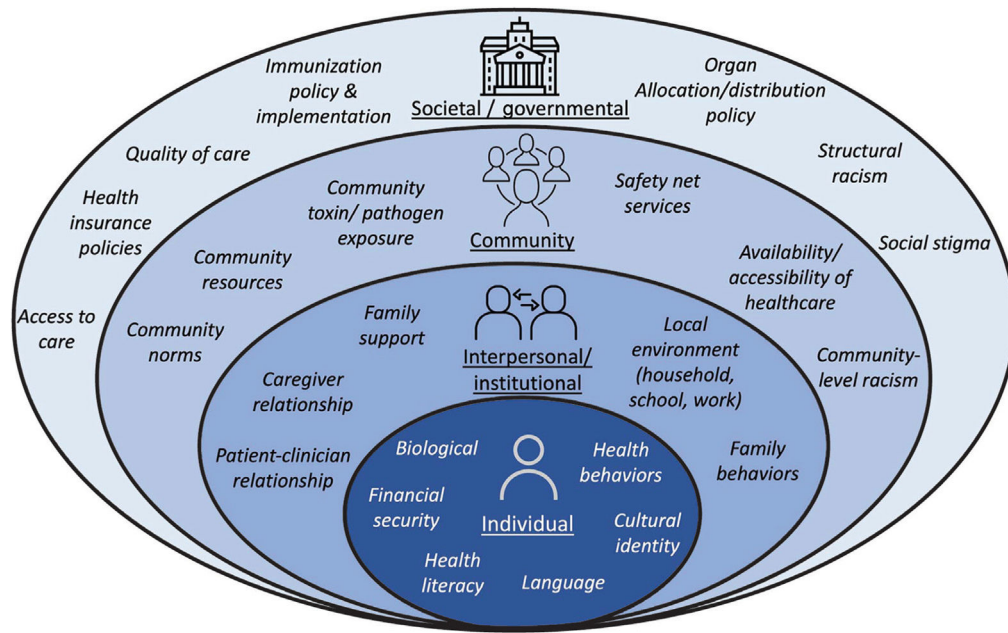 Immunization
policy &
implementation
Societal / governmental
Organ
Allocation/distribution
policy
Quality of care
Structural
racism
Health
insurance
policies
Social stigma
Access to
care
Community
toxin/ pathogen
exposure
Community
Safety net
services
Community
resources
Availability/
accessibility of
healthcare
Community
norms
Community-
level racism
Family
support
Interpersonal/
institutional
Local
environment
(household,
school, work)
Caregiver
relationship
Patient-clinician
relationship
Family
behaviors
Biological
Health
behaviors
Financial
security
Individual
Cultural
identity
Health
literacy
Language